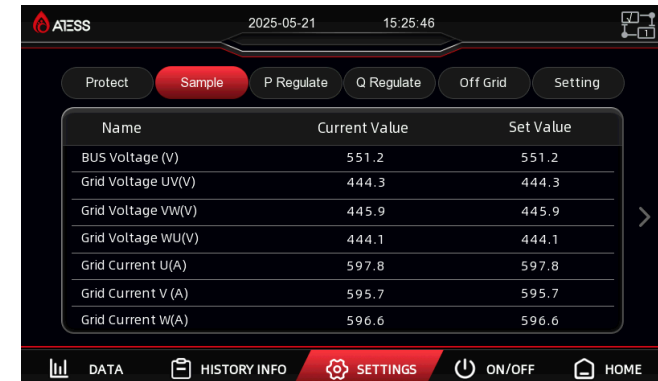 ATESS 2025-05-21 15:25:46
1
Protect Sample P Regulate Q Regulate Off Grid Setting
Name Current Value Set Value
BUS Voltage (V) 551.2 551.2
Grid Voltage UV(V) 444.3 444.3
Grid Voltage VW(V) 445.9 445.9
Grid Voltage WU(V) 444.1 444.1
Grid Current U(A) 597.8 597.8
Grid Current V (A) 595.7 595.7
Grid Current W(A) 596.6 596.6
DATA HISTORY INFO SETTINGS ON/OFF HOME